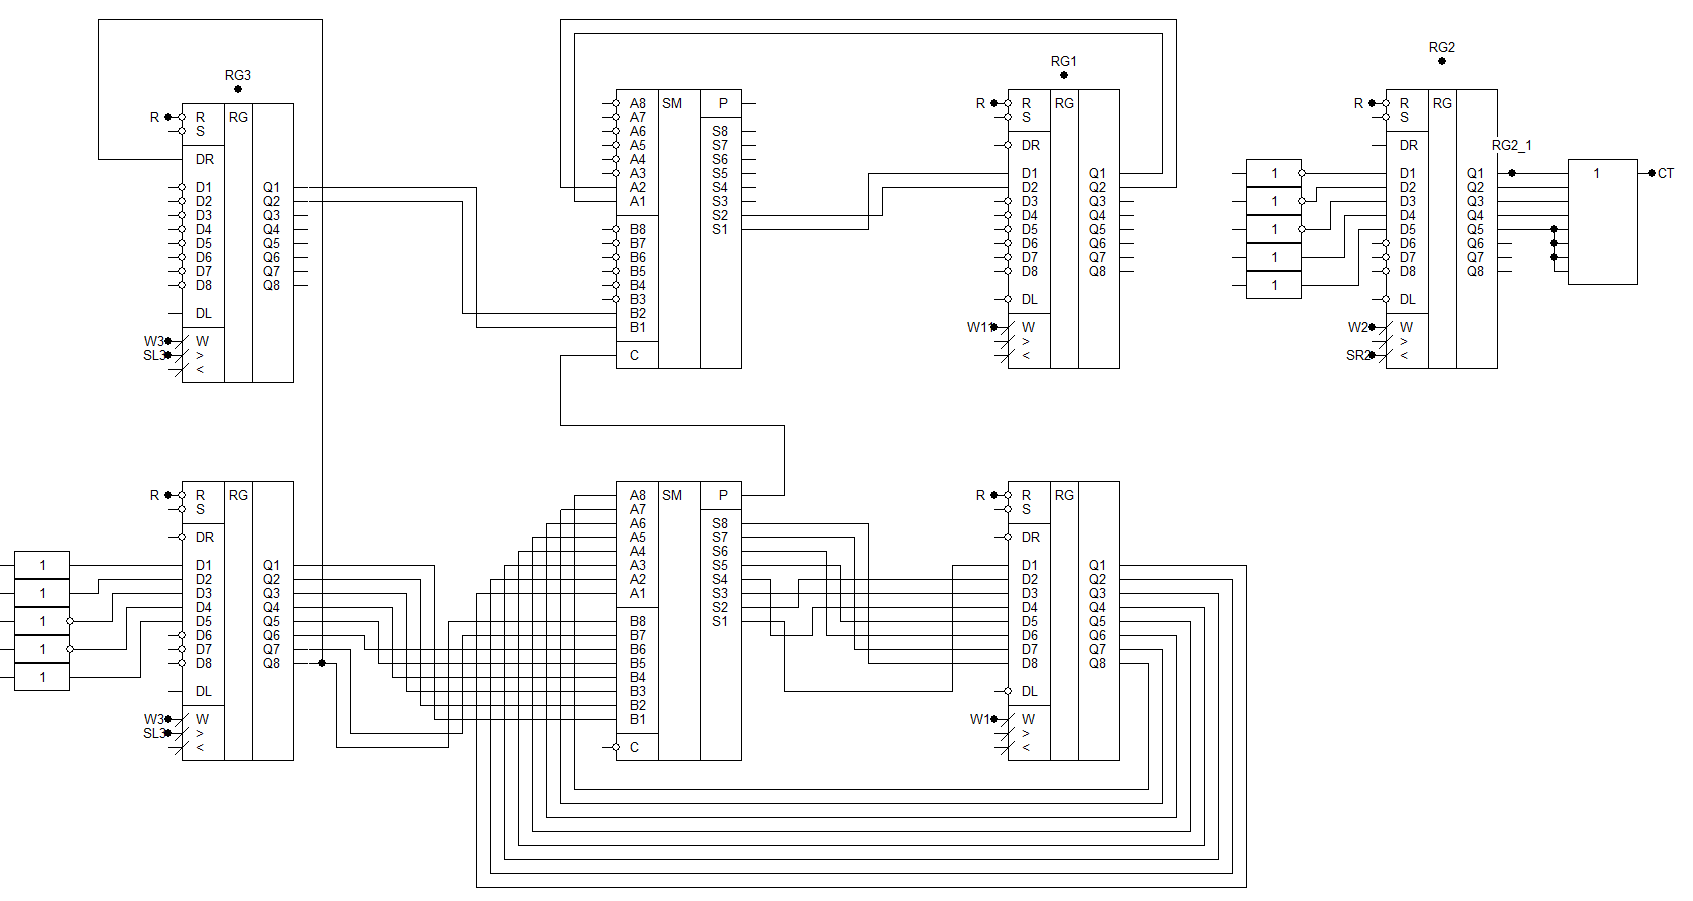 RG3
R R RG
S
DR
D1 Q1
D2 Q2
D3 Q3
D4 Q4
D5 Q5
D6 Q6
D7 Q7
D8 Q8
DL
W3 W
SL3 >
<
A8 SM P
A7
A6 S8
A5 S7
A4 S6
A3 S5
A2 S4
A1 S3
S2
B8 S1
B7
B6
B5
B4
B3
B2
B1
C
RG1
R R RG
S
DR
D1 Q1
D2 Q2
D3 Q3
D4 Q4
D5 Q5
D6 Q6
D7 Q7
D8 Q8
DL
W11 W
>
<
1
1
1
1
1
RG2
R R RG
S
DR
D1 Q1
D2 Q2
D3 Q3
D4 Q4
D5 Q5
D6 Q6
D7 Q7
D8 Q8
DL
W2 W
>
SR2 <
RG2_1
1 CT
1
1
1
1
1
R R RG
S
DR
D1 Q1
D2 Q2
D3 Q3
D4 Q4
D5 Q5
D6 Q6
D7 Q7
D8 Q8
DL
W3 W
SL3 >
<
A8 SM P
A7
A6 S8
A5 S7
A4 S6
A3 S5
A2 S4
A1 S3
S2
B8 S1
B7
B6
B5
B4
B3
B2
B1
C
R R RG
S
DR
D1 Q1
D2 Q2
D3 Q3
D4 Q4
D5 Q5
D6 Q6
D7 Q7
D8 Q8
DL
W1 W
>
<